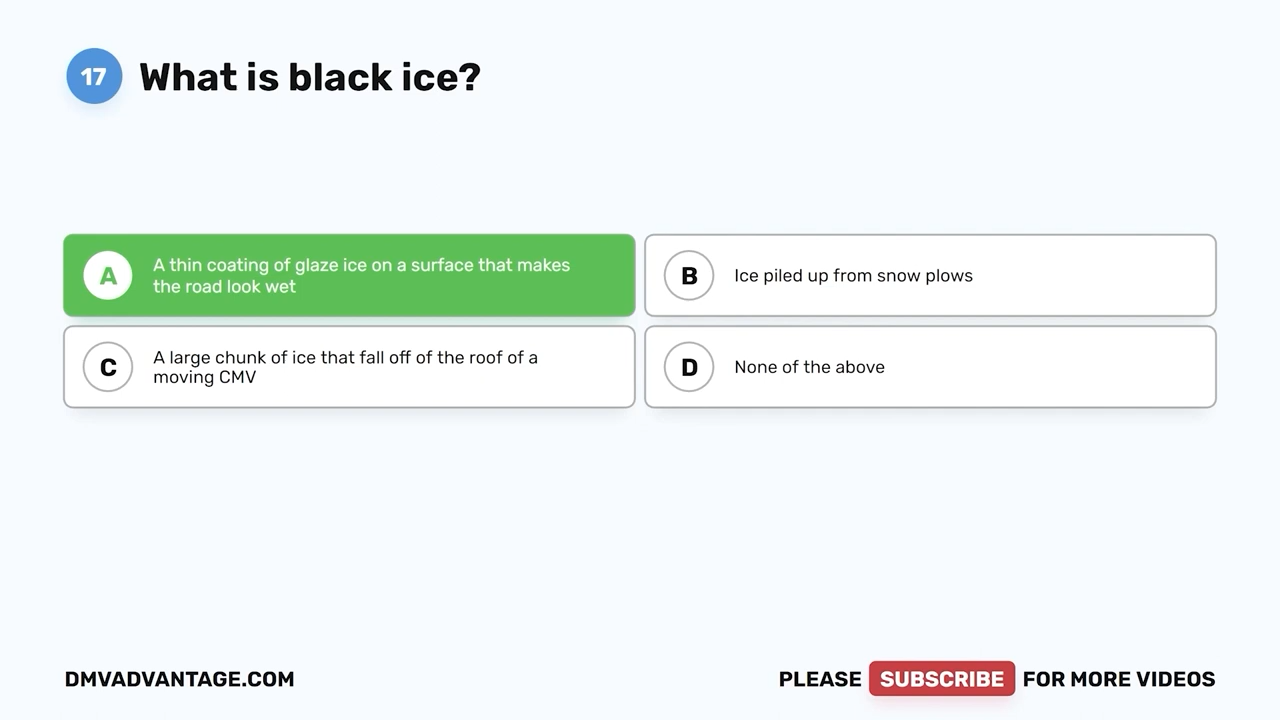 17 What is black ice?
A A thin coating of glaze ice on a surface that makes
the road look wet
B Ice piled up from snow plows
C A large chunk of ice that fall off of the roof of a
moving CMV
D None of the above
DMVADVANTAGE.COM
PLEASE SUBSCRIBE FOR MORE VIDEOS